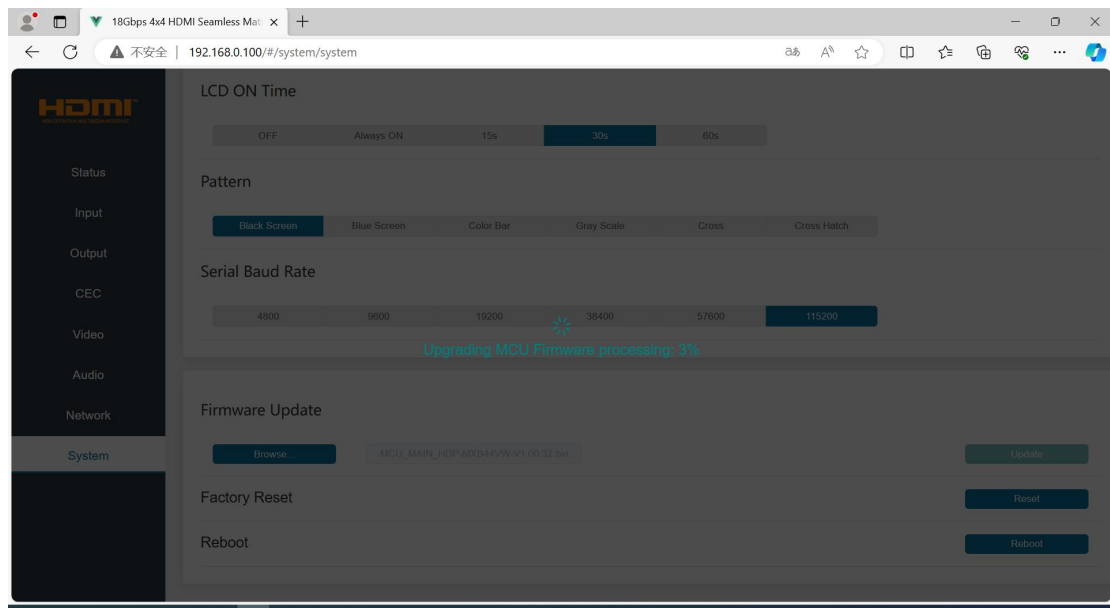 18Gbps 4x4 HDMI Seamless Mat
不安全 | 192.168.0.100/#/system/system
HDMI
LCD ON Time
OFF Always ON 15s 30s 60s
Status
Pattern
Input
Black Screen Blue Screen Color Bar Gray Scale Cross Cross Hatch
Output
Serial Baud Rate
CEC
4800 9600 19200 38400 57600 115200
Video
Upgrading MCU Firmware processing: 3%
Audio
Network
Firmware Update
System
Browse... Update
Factory Reset
Reset
Reboot
Reboot